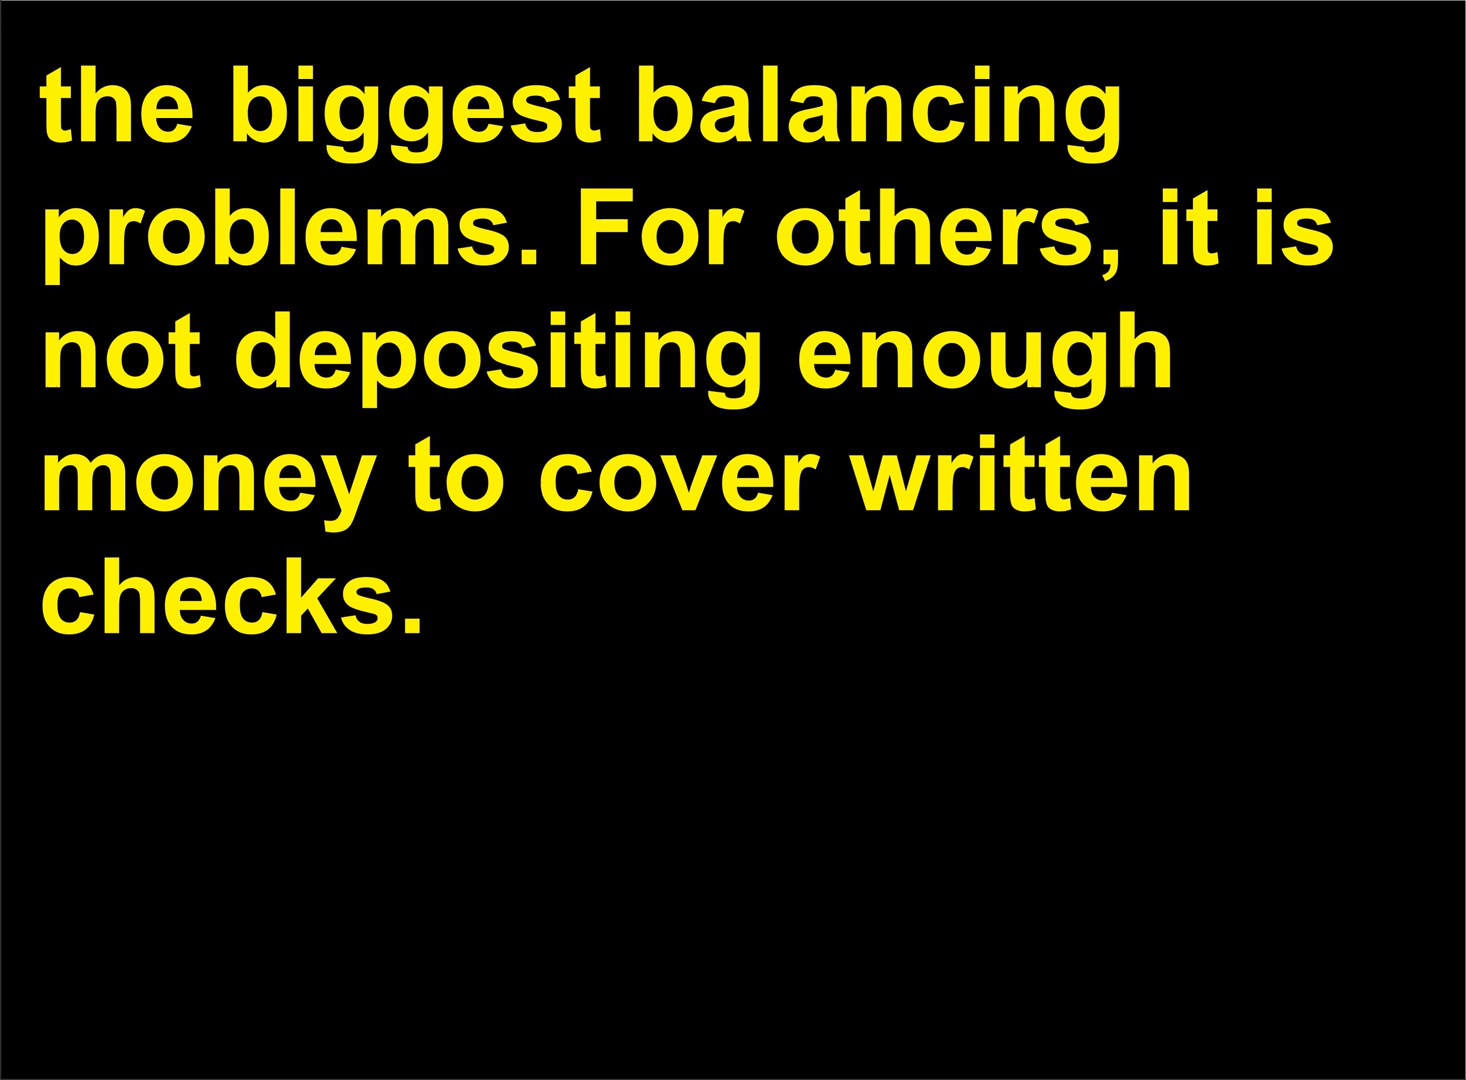 the biggest balancing
problems. For others, it is
not depositing enough
money to cover written
checks.